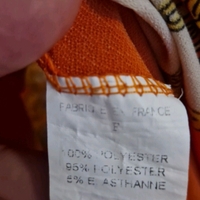 FABRIQUE EN FRANCE
100% POLYESTER
95% POLYESTER
5% ELASTHANNE